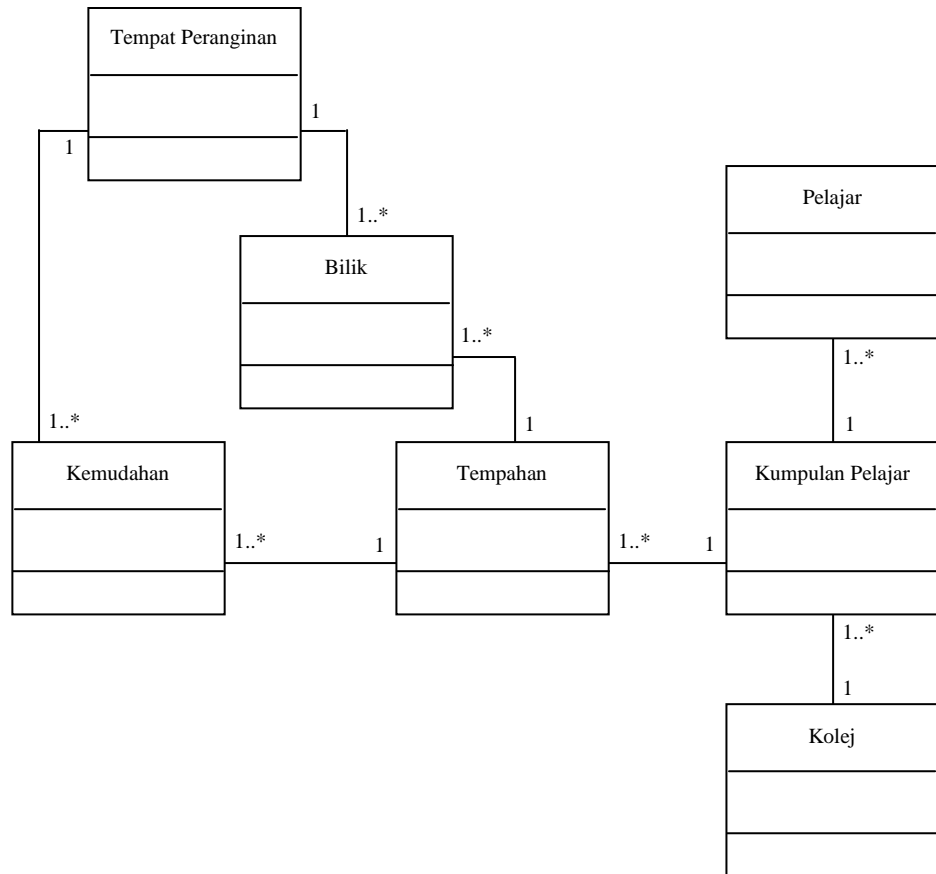 Tempat Peranginan
1
1
1..*
Pelajar
Bilik
1..*
1..*
1..*
1
1
Kemudahan
Tempahan
Kumpulan Pelajar
1..*
1
1..*
1
1..*
1
Kolej